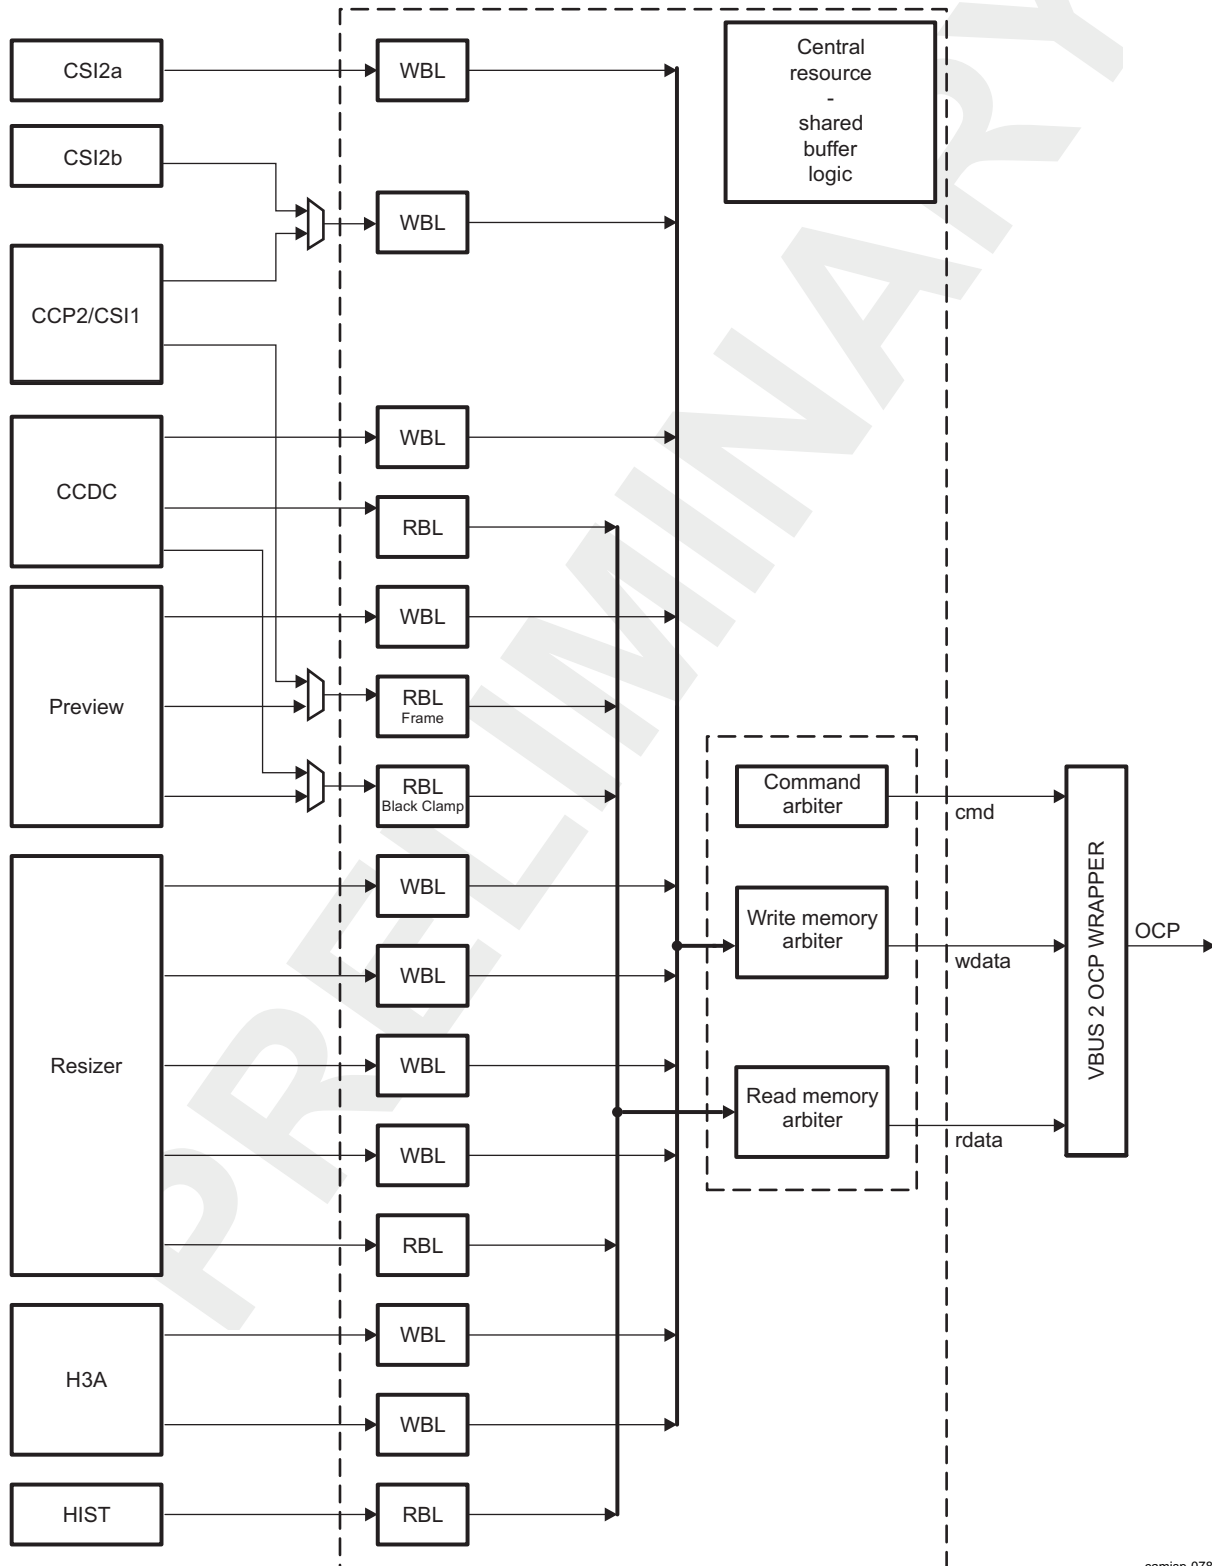 CSI2a
CSI2b
CCP2/CSI1
CCDC
Preview
Resizer
H3A
HIST
WBL
WBL
WBL
RBL
WBL
RBL
Frame
RBL
Black Clamp
WBL
WBL
WBL
WBL
RBL
WBL
WBL
RBL
Central
resource
-
shared
buffer
logic
Command
arbiter
Write memory
arbiter
Read memory
arbiter
cmd
wdata
rdata
VBUS 2 OCP WRAPPER
OCP
PRELIMINARY
camisp-078